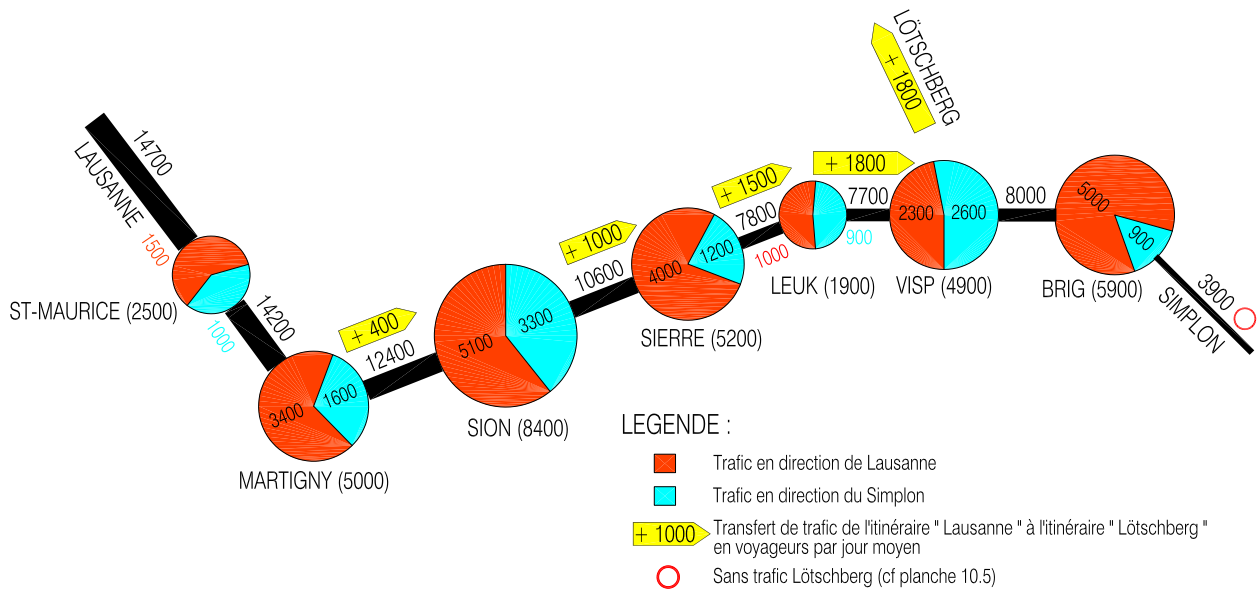 LÖTSCHBERG
+ 1800
14700
LAUSANNE
1500
ST-MAURICE (2500)
1000
14200
+ 400
12400
3400
1600
MARTIGNY (5000)
5100
3300
SION (8400)
+ 1000
10600
4000
1200
SIERRE (5200)
+ 1500
7800
1000
LEUK (1900)
+ 1800
7700
900
2300
2600
VISP (4900)
8000
5000
900
BRIG (5900)
3900
SIMPLON
LEGENDE :
Trafic en direction de Lausanne
Trafic en direction du Simplon
+ 1000
Transfert de trafic de l'itinéraire " Lausanne " à l'itinéraire " Lötschberg "
en voyageurs par jour moyen
Sans trafic Lötschberg (cf planche 10.5)